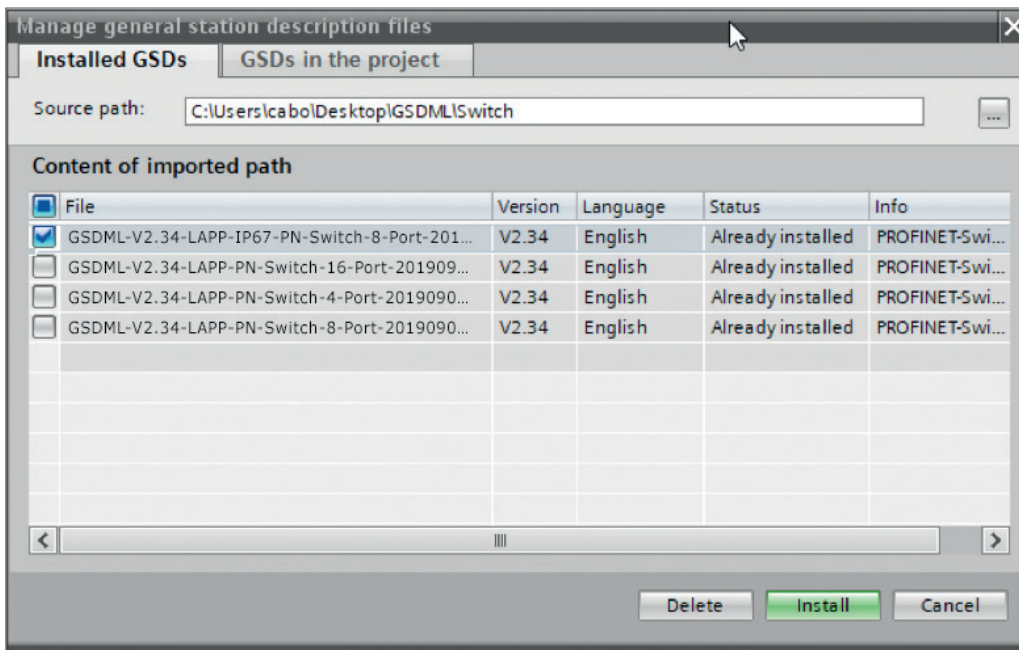 Manage general station description files
Installed GSDs GSDs in the project
Source path: C:\Users\cabo\Desktop\GSDML\Switch ...
Content of imported path
File Version Language Status Info
GSDML-V2.34-LAPP-IP67-PN-Switch-8-Port-201... V2.34 English Already installed PROFINET-Swi...
GSDML-V2.34-LAPP-PN-Switch-16-Port-201909... V2.34 English Already installed PROFINET-Swi...
GSDML-V2.34-LAPP-PN-Switch-4-Port-2019090... V2.34 English Already installed PROFINET-Swi...
GSDML-V2.34-LAPP-PN-Switch-8-Port-2019090... V2.34 English Already installed PROFINET-Swi...
Delete Install Cancel